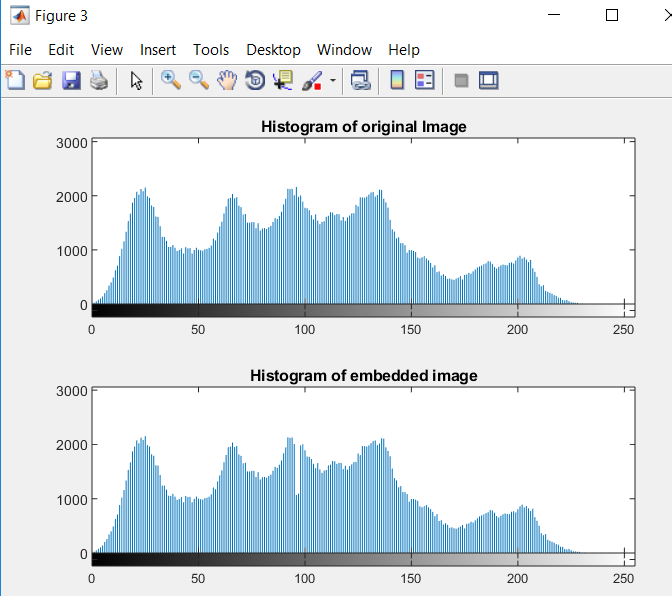 Figure 3
File Edit View Insert Tools Desktop Window Help
Histogram of original Image
3000
2000
1000
0
0 50 100 150 200 250
Histogram of embedded image
3000
2000
1000
0
0 50 100 150 200 250